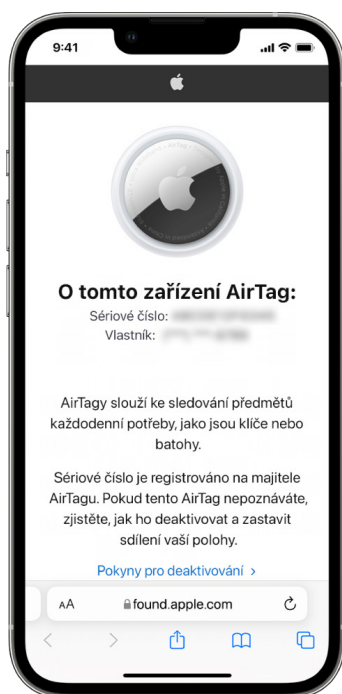 9:41
O tomto zařízení AirTag:
Sériové číslo:
Vlastník:
AirTagy slouží ke sledování předmětů
každodenní potřeby, jako jsou klíče nebo
batohy.
Sériové číslo je registrováno na majitele
AirTagu. Pokud tento AirTag nepoznáváte,
zjistěte, jak ho deaktivovat a zastavit
sdílení vaší polohy.
Pokyny pro deaktivování >
AA found.apple.com